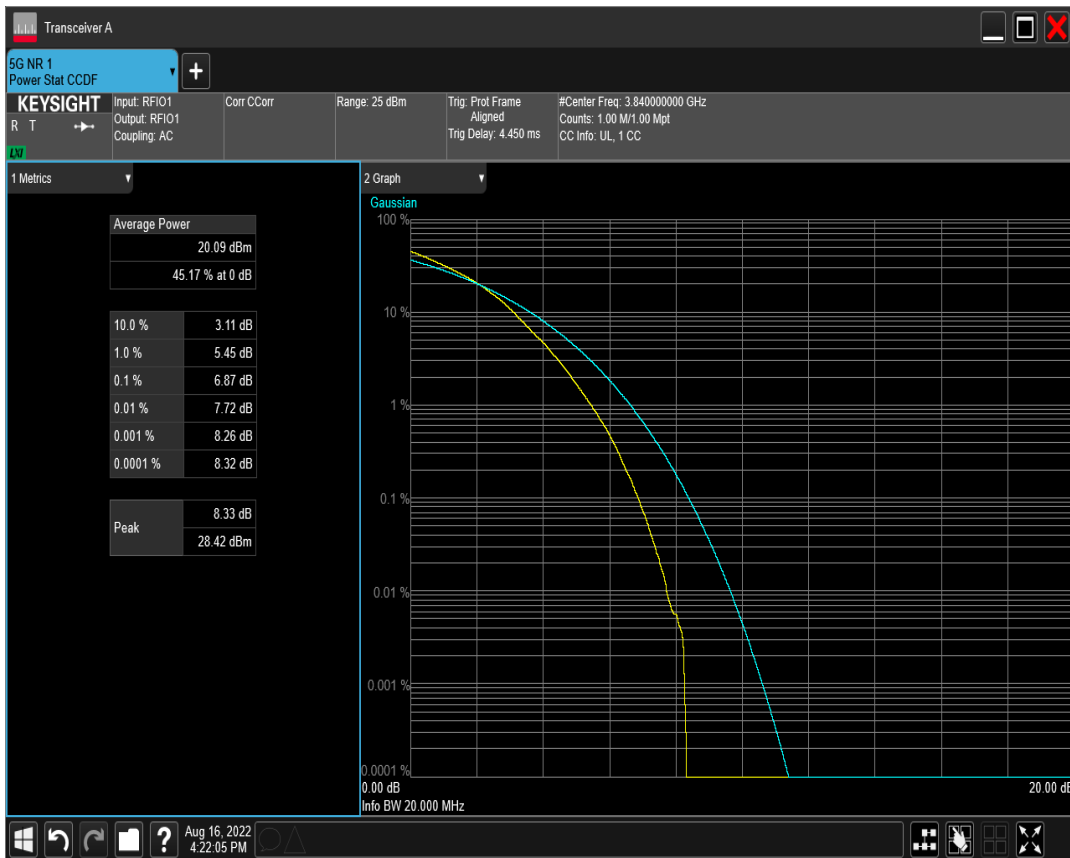 Transceiver A
5G NR 1
Power Stat CCDF
KEYSIGHT
R T
LXI
Input: RFIO1
Output: RFIO1
Coupling: AC
Corr CCorr
Range: 25 dBm
Trig: Prot Frame
Aligned
Trig Delay: 4.450 ms
#Center Freq: 3.840000000 GHz
Counts: 1.00 M/1.00 Mpt
CC Info: UL, 1 CC
1 Metrics
Average Power
20.09 dBm
45.17 % at 0 dB
10.0 % 3.11 dB
1.0 % 5.45 dB
0.1 % 6.87 dB
0.01 % 7.72 dB
0.001 % 8.26 dB
0.0001 % 8.32 dB
Peak
8.33 dB
28.42 dBm
2 Graph
Gaussian
100 %
10 %
1 %
0.1 %
0.01 %
0.001 %
0.0001 %
0.00 dB 20.00 dB
Info BW 20.000 MHz
?
Aug 16, 2022
4:22:05 PM